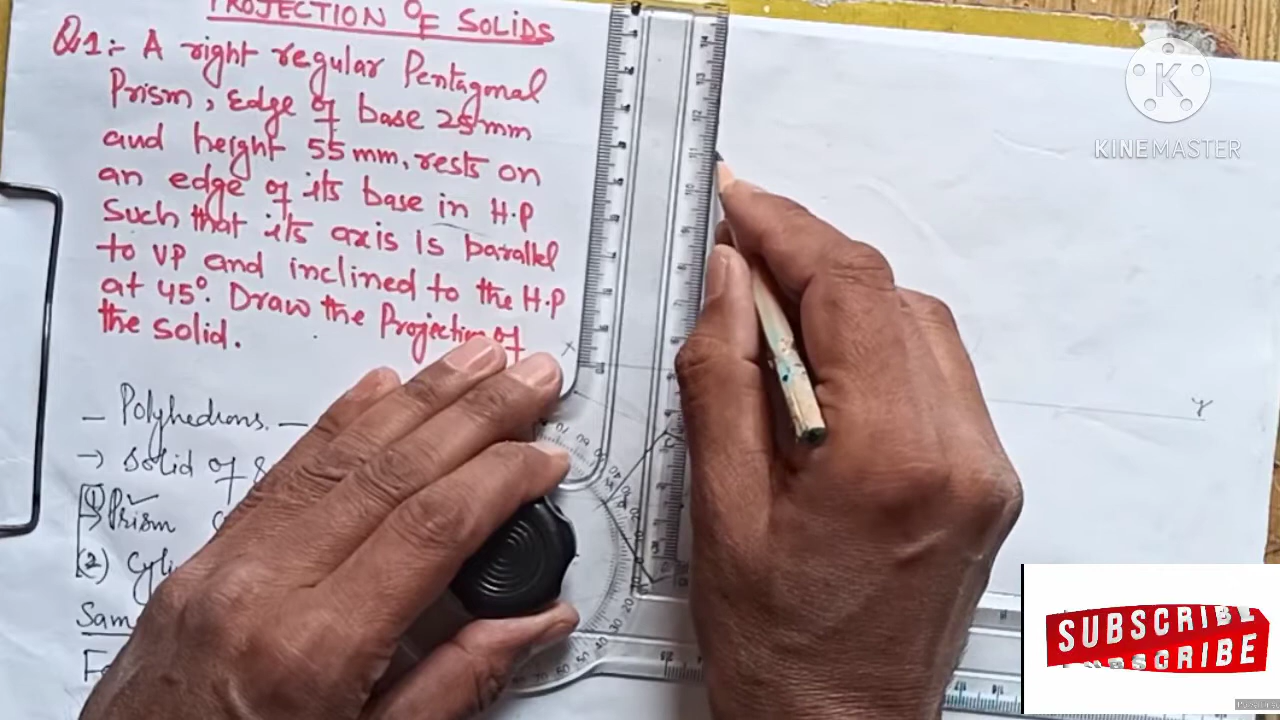 PROJECTION OF SOLIDS
Q1:- A right regular Pentagonal
Prism, Edge of base 25mm
and height 55mm, rests on
an edge of its base in H.P
Such that its axis is parallel
to VP and inclined to the H.P
at 45°. Draw the Projection of
the solid.
- Polyhedrons. -
→ solid of
(1) Prism
(2)
X
Y
KINEMASTER
SUBSCRIBE
SUBSCRIBE